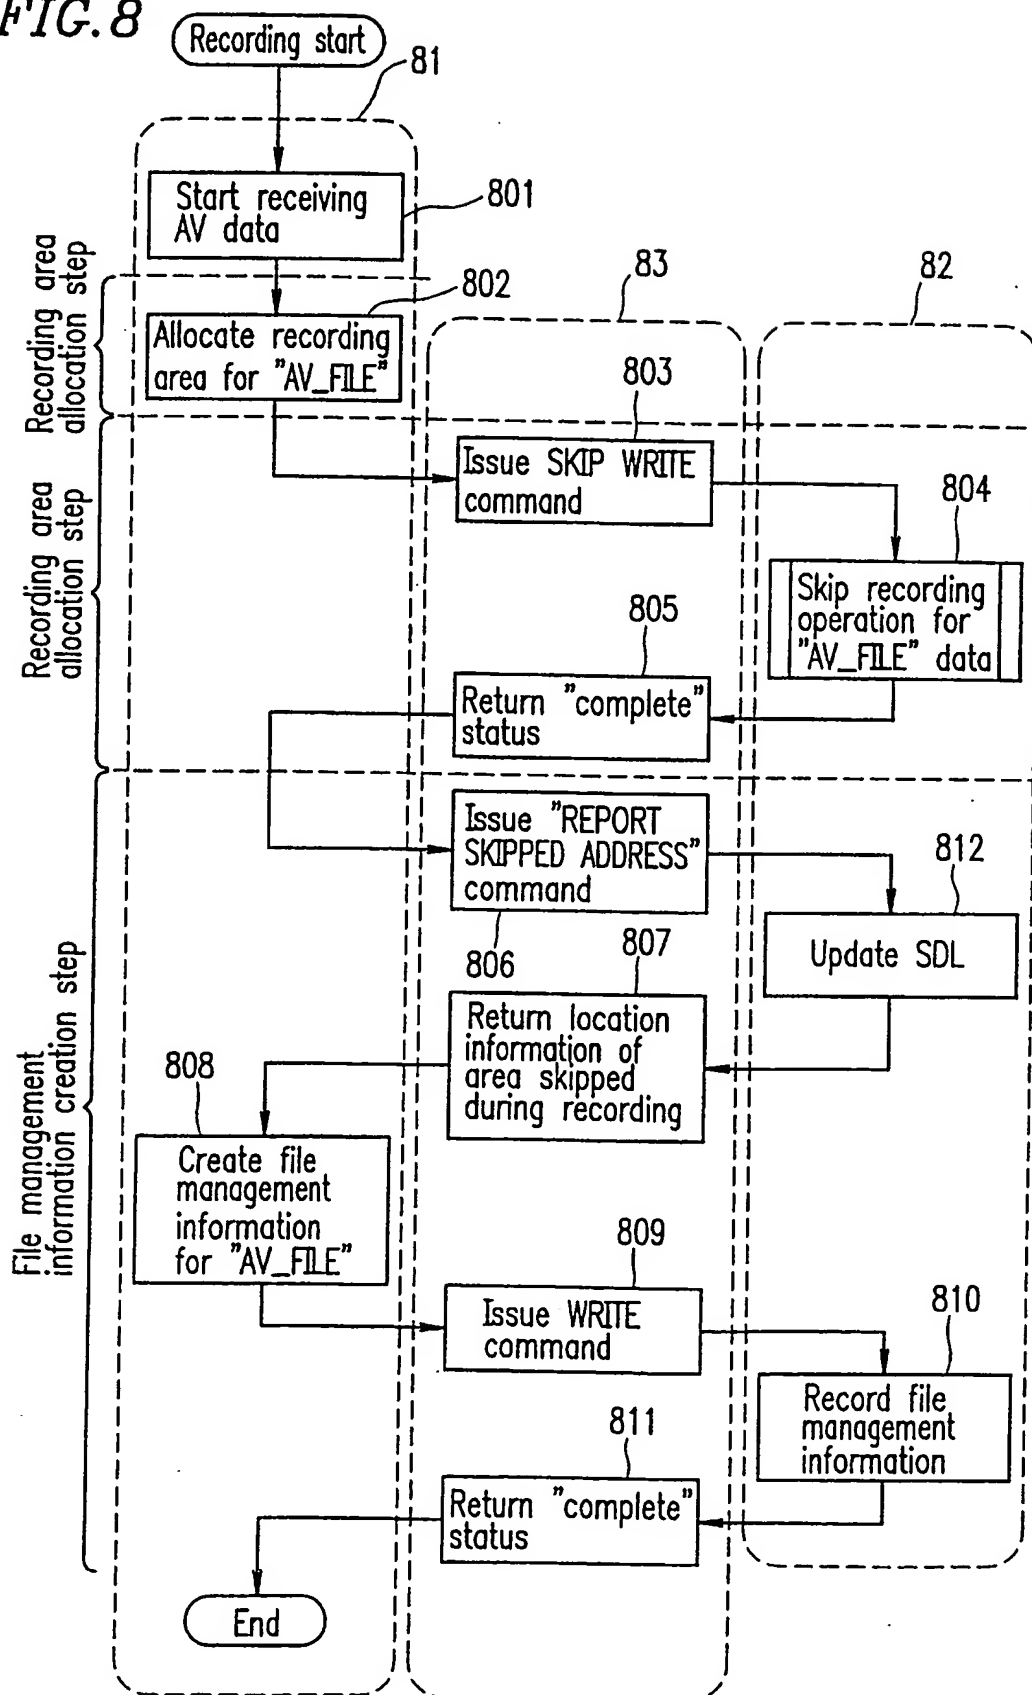 FIG. 8
Recording start
81
Start receiving
AV data
801
Recording area
allocation step
802
Allocate recording
area for "AV_FILE"
83
82
Recording area
allocation step
803
Issue SKIP WRITE
command
804
Skip recording
operation for
"AV_FILE" data
805
Return "complete"
status
File management
information creation step
Issue "REPORT
SKIPPED ADDRESS"
command
806
812
Update SDL
807
Return location
information of
area skipped
during recording
808
Create file
management
information
for "AV_FILE"
809
Issue WRITE
command
810
Record file
management
information
811
Return "complete"
status
End